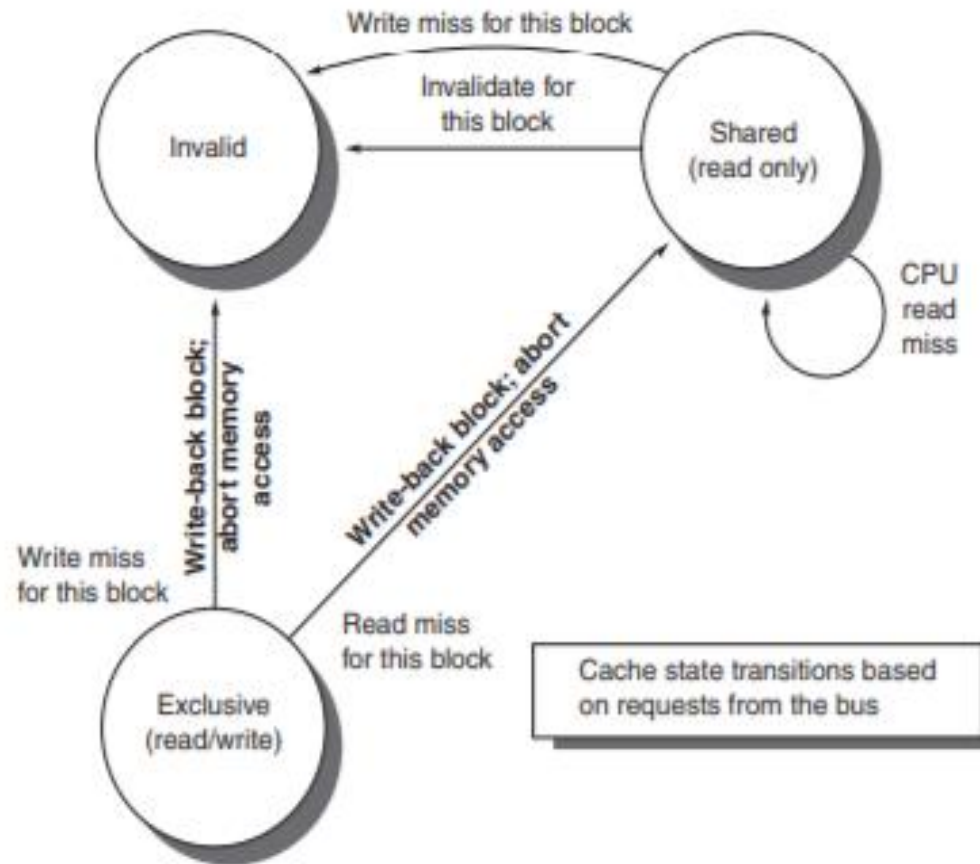 Write miss for this block
Invalidate for
this block
Invalid
Shared
(read only)
CPU
read
miss
Write-back block;
abort memory
access
Write-back block; abort
memory access
Write miss
for this block
Read miss
for this block
Exclusive
(read/write)
Cache state transitions based
on requests from the bus